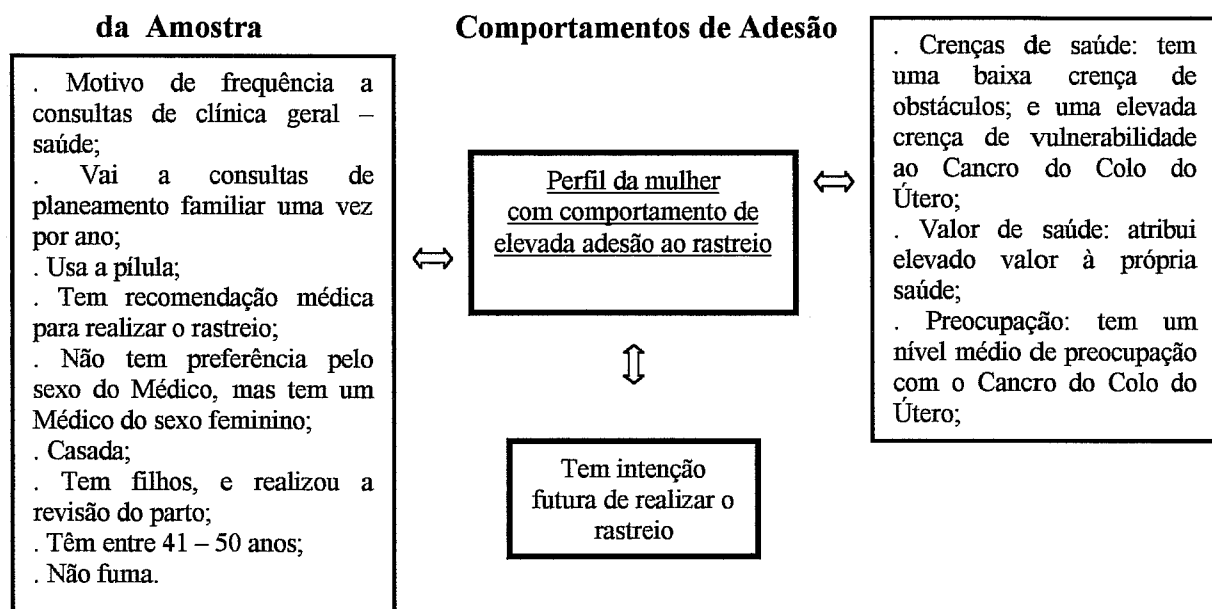 da Amostra
Comportamentos de Adesão
. Motivo de frequência a
consultas de clínica geral –
saúde;
. Vai a consultas de
planeamento familiar uma vez
por ano;
. Usa a pílula;
. Tem recomendação médica
para realizar o rastreio;
. Não tem preferência pelo
sexo do Médico, mas tem um
Médico do sexo feminino;
. Casada;
. Tem filhos, e realizou a
revisão do parto;
. Têm entre 41 – 50 anos;
. Não fuma.
Perfil da mulher
com comportamento de
elevada adesão ao rastreio
Tem intenção
futura de realizar o
rastreio
. Crenças de saúde: tem
uma baixa crença de
obstáculos; e uma elevada
crença de vulnerabilidade
ao Cancro do Colo do
Útero;
. Valor de saúde: atribui
elevado valor à própria
saúde;
. Preocupação: tem um
nível médio de preocupação
com o Cancro do Colo do
Útero;